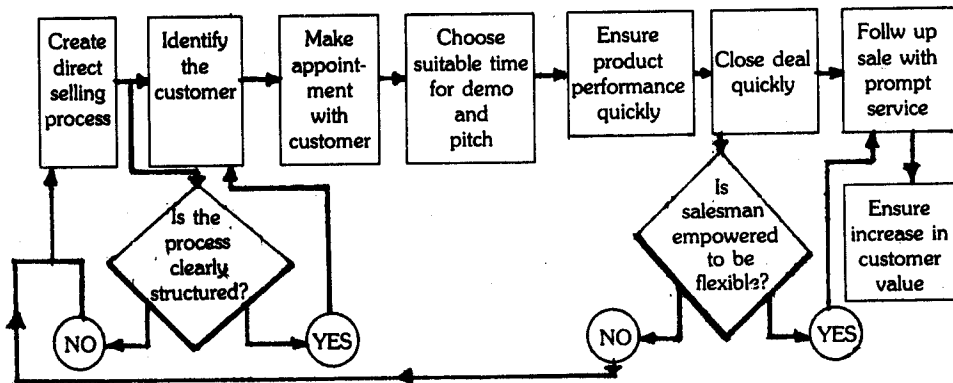 Create
direct
selling
process
Identify
the
customer
Make
appoint-
ment
with
customer
Choose
suitable time
for demo
and
pitch
Ensure
product
performance
quickly
Close deal
quickly
Follw up
sale with
prompt
service
Is the
process
clearly
structured?
NO
YES
Is
salesman
empowered
to be
flexible?
NO
YES
Ensure
increase in
customer
value